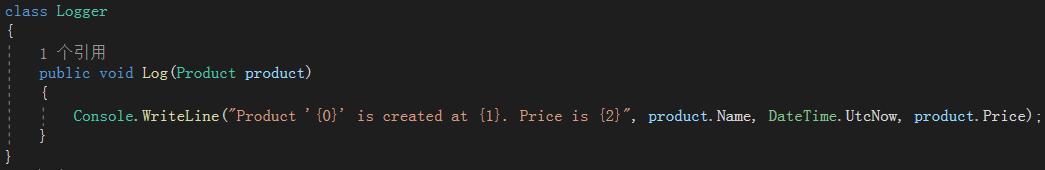 class Logger
{
1 个引用
public void Log(Product product)
{
Console.WriteLine("Product '{0}' is created at {1}. Price is {2}", product.Name, DateTime.UtcNow, product.Price);
}
}